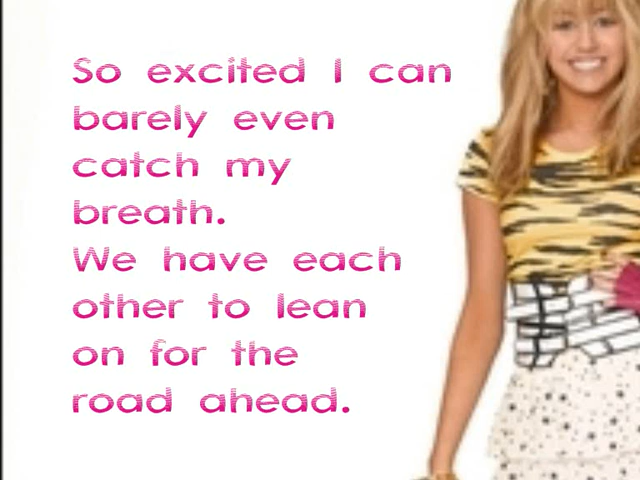 So excited I can
barely even
catch my
breath.
We have each
other to lean
on for the
road ahead.